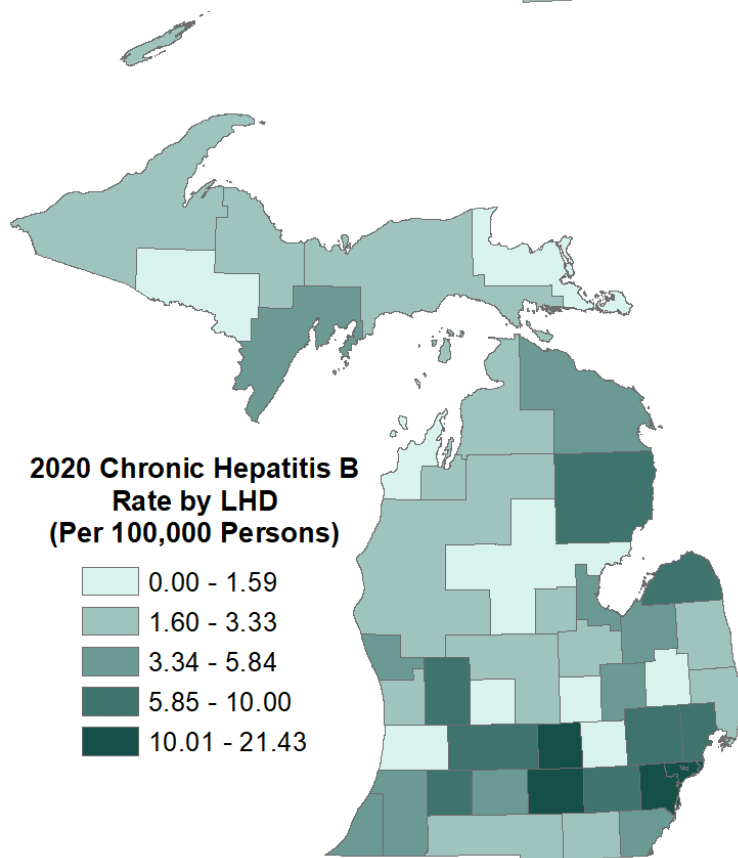 2020 Chronic Hepatitis B
Rate by LHD
(Per 100,000 Persons)
0.00 - 1.59
1.60 - 3.33
3.34 - 5.84
5.85 - 10.00
10.01 - 21.43